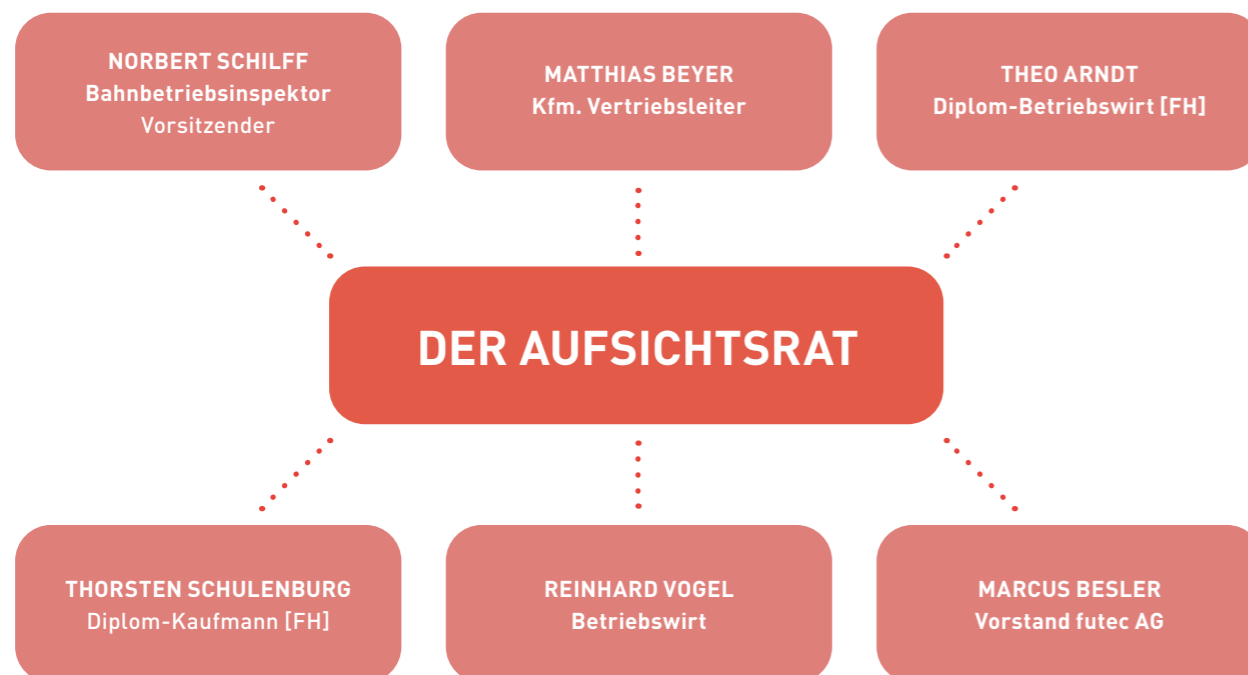 NORBERT SCHILFF
Bahnbetriebsinspektor
Vorsitzender
MATTHIAS BEYER
Kfm. Vertriebsleiter
THEO ARNDT
Diplom-Betriebswirt [FH]
DER AUFSICHTSRAT
THORSTEN SCHULENBURG
Diplom-Kaufmann [FH]
REINHARD VOGEL
Betriebswirt
MARCUS BESLER
Vorstand futec AG